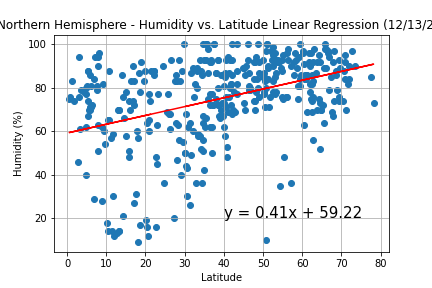 Northern Hemisphere - Humidity vs. Latitude Linear Regression (12/13/2
100
80
60
40
20
Humidity (%)
y = 0.41x + 59.22
0 10 20 30 40 50 60 70 80
Latitude